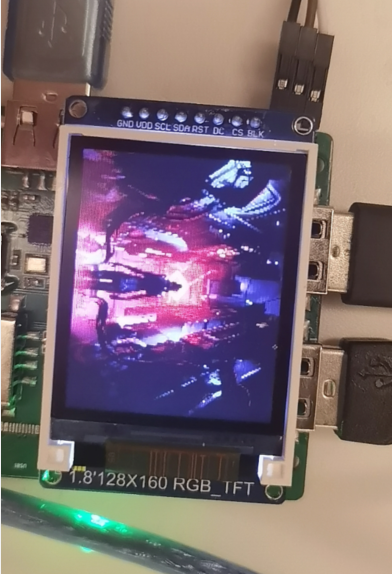 GND VDD SCL SDA RST DC CS BLK
1.8'128X160 RGB_TFT